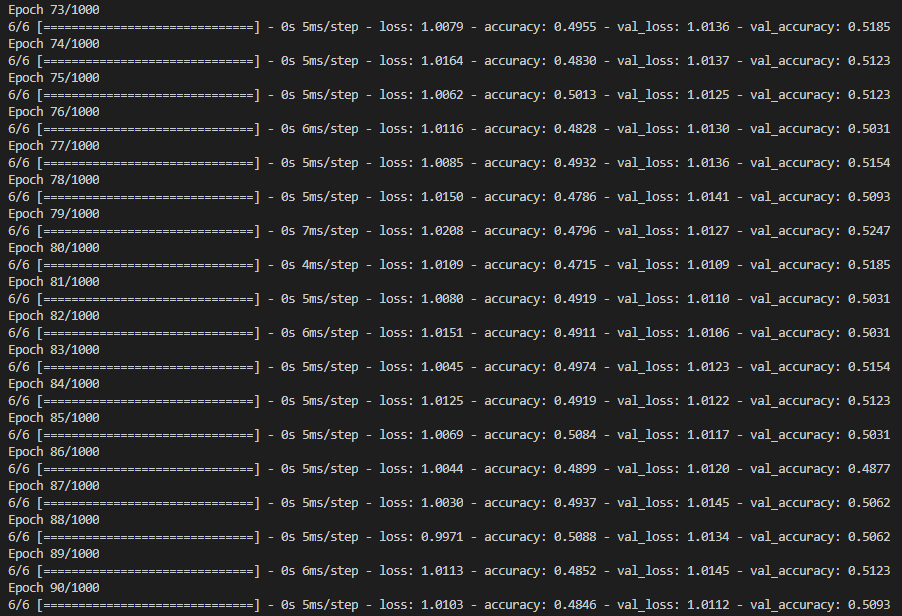 Epoch 73/1000
6/6 [==============================] - 0s 5ms/step - loss: 1.0079 - accuracy: 0.4955 - val_loss: 1.0136 - val_accuracy: 0.5185
Epoch 74/1000
6/6 [==============================] - 0s 5ms/step - loss: 1.0164 - accuracy: 0.4830 - val_loss: 1.0137 - val_accuracy: 0.5123
Epoch 75/1000
6/6 [==============================] - 0s 5ms/step - loss: 1.0062 - accuracy: 0.5013 - val_loss: 1.0125 - val_accuracy: 0.5123
Epoch 76/1000
6/6 [==============================] - 0s 6ms/step - loss: 1.0116 - accuracy: 0.4828 - val_loss: 1.0130 - val_accuracy: 0.5031
Epoch 77/1000
6/6 [==============================] - 0s 5ms/step - loss: 1.0085 - accuracy: 0.4932 - val_loss: 1.0136 - val_accuracy: 0.5154
Epoch 78/1000
6/6 [==============================] - 0s 5ms/step - loss: 1.0150 - accuracy: 0.4786 - val_loss: 1.0141 - val_accuracy: 0.5093
Epoch 79/1000
6/6 [==============================] - 0s 7ms/step - loss: 1.0208 - accuracy: 0.4796 - val_loss: 1.0127 - val_accuracy: 0.5247
Epoch 80/1000
6/6 [==============================] - 0s 4ms/step - loss: 1.0109 - accuracy: 0.4715 - val_loss: 1.0109 - val_accuracy: 0.5185
Epoch 81/1000
6/6 [==============================] - 0s 5ms/step - loss: 1.0080 - accuracy: 0.4919 - val_loss: 1.0110 - val_accuracy: 0.5031
Epoch 82/1000
6/6 [==============================] - 0s 6ms/step - loss: 1.0151 - accuracy: 0.4911 - val_loss: 1.0106 - val_accuracy: 0.5031
Epoch 83/1000
6/6 [==============================] - 0s 5ms/step - loss: 1.0045 - accuracy: 0.4974 - val_loss: 1.0123 - val_accuracy: 0.5154
Epoch 84/1000
6/6 [==============================] - 0s 5ms/step - loss: 1.0125 - accuracy: 0.4919 - val_loss: 1.0122 - val_accuracy: 0.5123
Epoch 85/1000
6/6 [==============================] - 0s 5ms/step - loss: 1.0069 - accuracy: 0.5084 - val_loss: 1.0117 - val_accuracy: 0.5031
Epoch 86/1000
6/6 [==============================] - 0s 5ms/step - loss: 1.0044 - accuracy: 0.4899 - val_loss: 1.0120 - val_accuracy: 0.4877
Epoch 87/1000
6/6 [==============================] - 0s 5ms/step - loss: 1.0030 - accuracy: 0.4937 - val_loss: 1.0145 - val_accuracy: 0.5062
Epoch 88/1000
6/6 [==============================] - 0s 5ms/step - loss: 0.9971 - accuracy: 0.5088 - val_loss: 1.0134 - val_accuracy: 0.5062
Epoch 89/1000
6/6 [==============================] - 0s 6ms/step - loss: 1.0113 - accuracy: 0.4852 - val_loss: 1.0145 - val_accuracy: 0.5123
Epoch 90/1000
6/6 [==============================] - 0s 5ms/step - loss: 1.0103 - accuracy: 0.4846 - val_loss: 1.0112 - val_accuracy: 0.5093